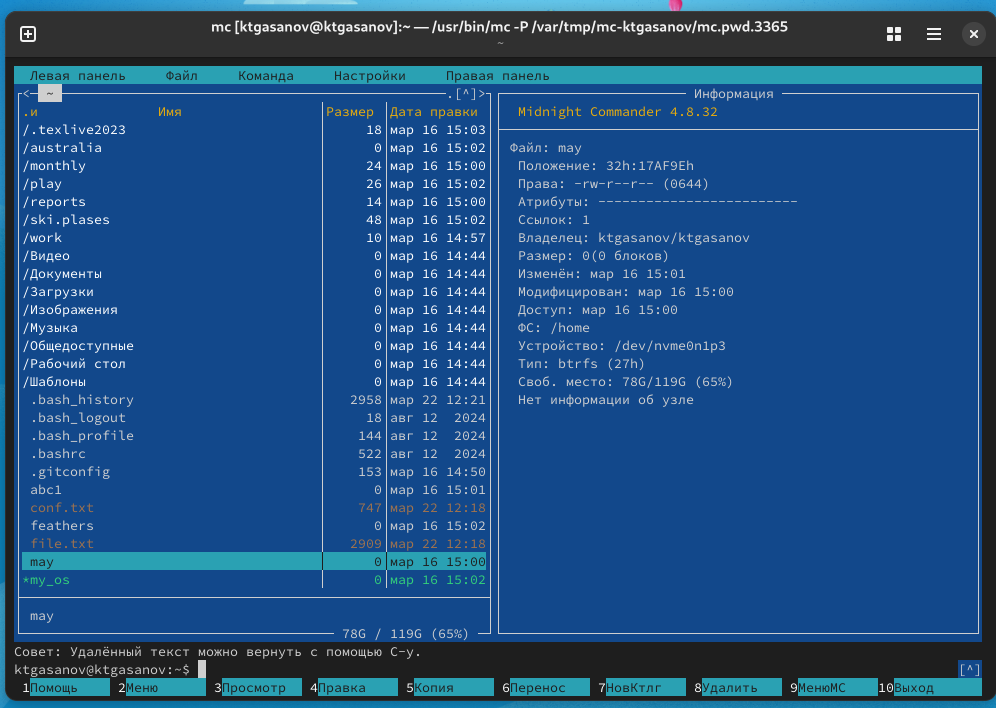 mc [ktgasanov@ktgasanov]:~ — /usr/bin/mc -P /var/tmp/mc-ktgasanov/mc.pwd.3365
~
Левая панель Файл Команда Настройки Правая панель
<- ~ .[^]>
.и Имя Размер Дата правки
/.texlive2023 18 мар 16 15:03
/australia 0 мар 16 15:02
/monthly 24 мар 16 15:00
/play 26 мар 16 15:02
/reports 14 мар 16 15:00
/ski.plases 48 мар 16 15:02
/work 10 мар 16 14:57
/Видео 0 мар 16 14:44
/Документы 0 мар 16 14:44
/Загрузки 0 мар 16 14:44
/Изображения 0 мар 16 14:44
/Музыка 0 мар 16 14:44
/Общедоступные 0 мар 16 14:44
/Рабочий стол 0 мар 16 14:44
/Шаблоны 0 мар 16 14:44
.bash_history 2958 мар 22 12:21
.bash_logout 18 авг 12 2024
.bash_profile 144 авг 12 2024
.bashrc 522 авг 12 2024
.gitconfig 153 мар 16 14:50
abc1 0 мар 16 15:01
conf.txt 747 мар 22 12:18
feathers 0 мар 16 15:02
file.txt 2909 мар 22 12:18
may 0 мар 16 15:00
*my_os 0 мар 16 15:02
may
78G / 119G (65%)
Информация
Midnight Commander 4.8.32
Файл: may
Положение: 32h:17AF9Eh
Права: -rw-r--r-- (0644)
Атрибуты: -------------------------
Ссылок: 1
Владелец: ktgasanov/ktgasanov
Размер: 0(0 блоков)
Изменён: мар 16 15:01
Модифицирован: мар 16 15:00
Доступ: мар 16 15:00
ФС: /home
Устройство: /dev/nvme0n1p3
Тип: btrfs (27h)
Своб. место: 78G/119G (65%)
Нет информации об узле
Совет: Удалённый текст можно вернуть с помощью C-y.
ktgasanov@ktgasanov:~$ [^]
1Помощь 2Меню 3Просмотр 4Правка 5Копия 6Перенос 7НовКтлг 8Удалить 9МенюMC 10Выход